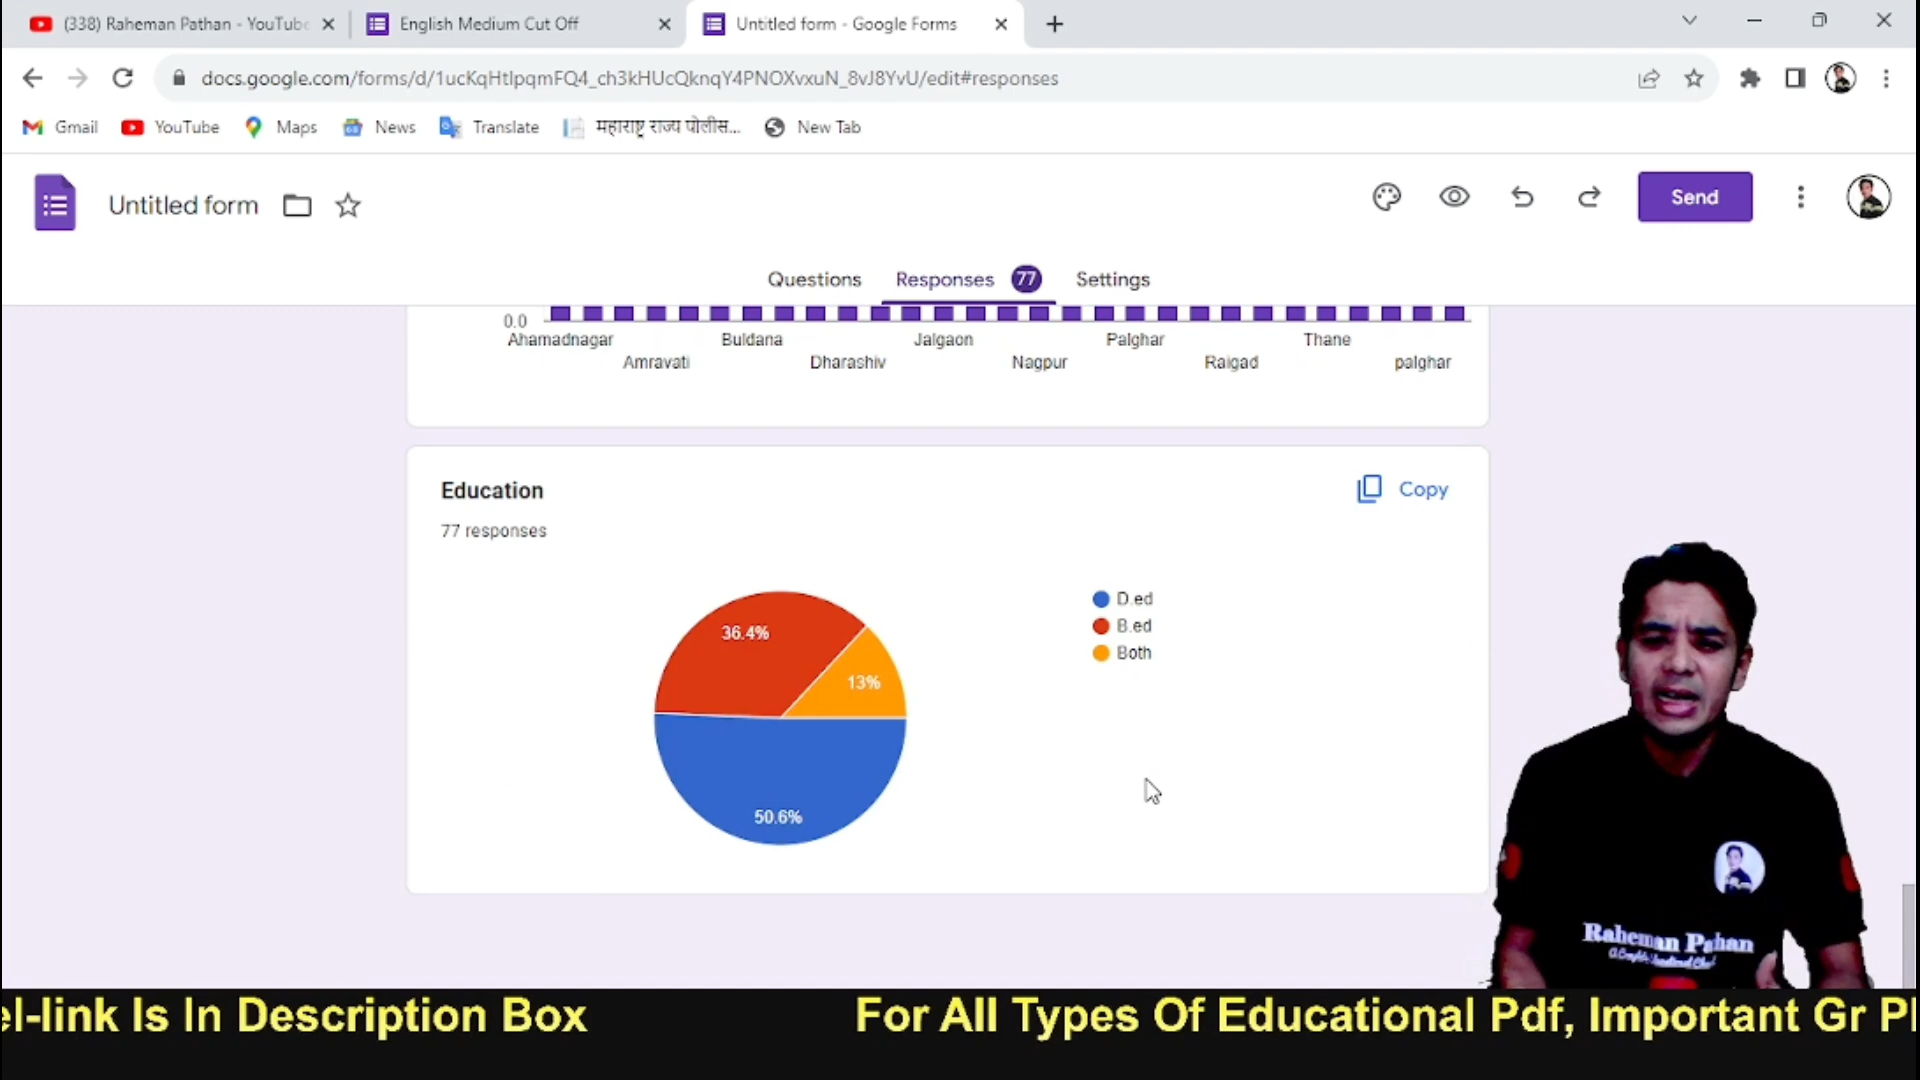 (338) Raheman Pathan - YouTube
English Medium Cut Off
Untitled form - Google Forms
docs.google.com/forms/d/1ucKqHtlpqmFQ4_ch3kHUcQknqY4PNOXvxuN_8vJ8YvU/edit#responses
Gmail
YouTube
Maps
News
Translate
महाराष्ट्र राज्य पोलीस...
New Tab
Untitled form
Send
Questions
Responses 77
Settings
0.0
Ahamadnagar
Buldana
Jalgaon
Palghar
Thane
Amravati
Dharashiv
Nagpur
Raigad
palghar
Education
Copy
77 responses
D.ed
B.ed
Both
36.4%
13%
50.6%
Raheman Pahan
el-link Is In Description Box
For All Types Of Educational Pdf, Important Gr Pl